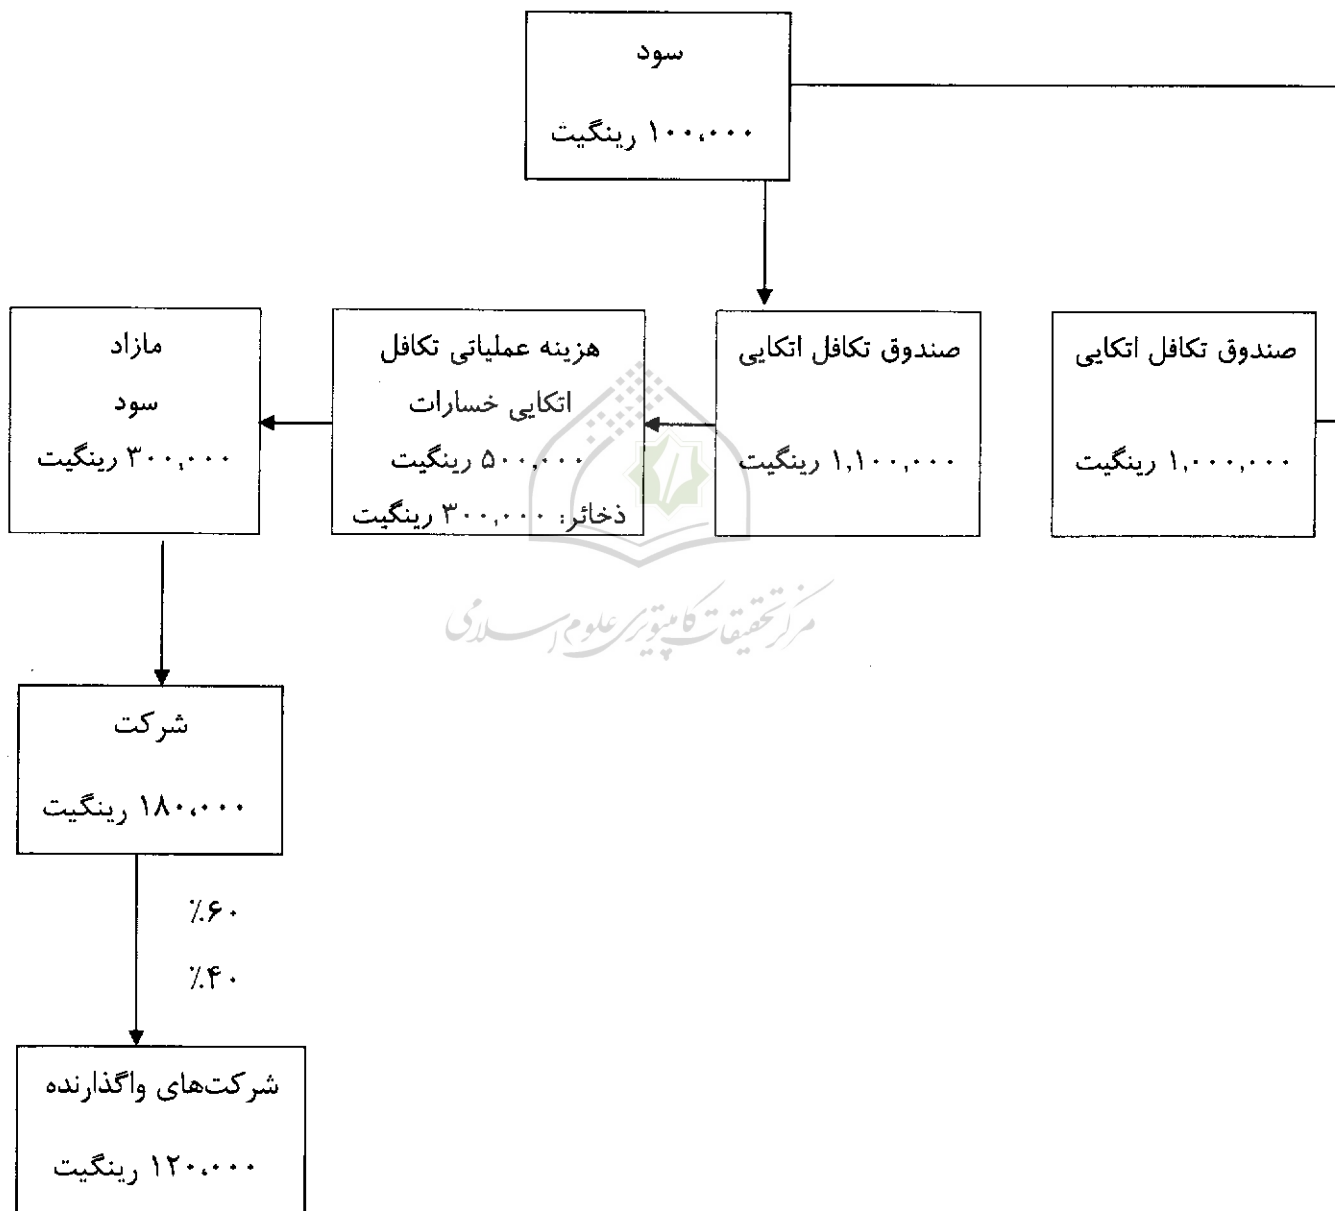 سود
۱۰۰،۰۰۰ رینگیت
صندوق تکافل اتکایی
۱,۰۰۰,۰۰۰ رینگیت
صندوق تکافل اتکایی
۱,۱۰۰,۰۰۰ رینگیت
هزینه عملیاتی تکافل
اتکایی خسارات
۵۰۰,۰۰۰ رینگیت
ذخائر: ۳۰۰,۰۰۰ رینگیت
مازاد
سود
۳۰۰,۰۰۰ رینگیت
مرکز تحقیقات کامپیوتری علوم اسلامی
شرکت
۱۸۰،۰۰۰ رینگیت
٪۶۰
٪۴۰
شرکت‌های واگذارنده
۱۲۰،۰۰۰ رینگیت